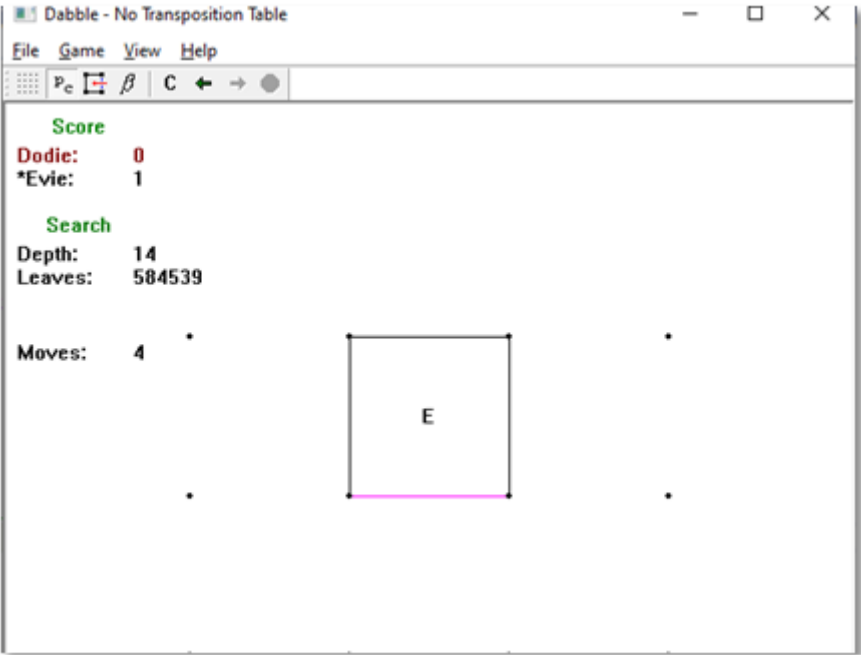 Dabble - No Transposition Table
File Game View Help
Pc β C
Score
Dodie: 0
*Evie: 1
Search
Depth: 14
Leaves: 584539
Moves: 4
E